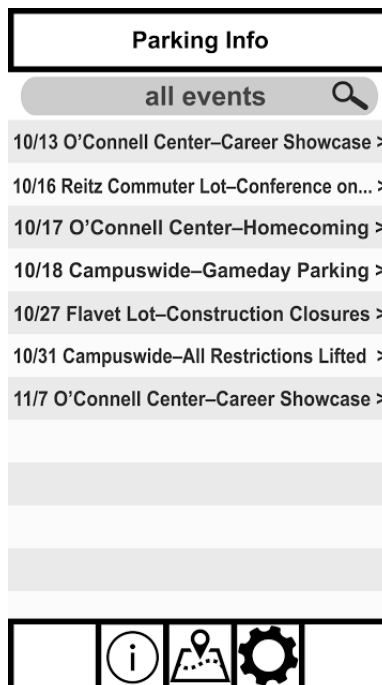 Parking Info
all events
10/13 O’Connell Center–Career Showcase >
10/16 Reitz Commuter Lot–Conference on... >
10/17 O’Connell Center–Homecoming >
10/18 Campuswide–Gameday Parking >
10/27 Flavet Lot–Construction Closures >
10/31 Campuswide–All Restrictions Lifted >
11/7 O’Connell Center–Career Showcase >
i